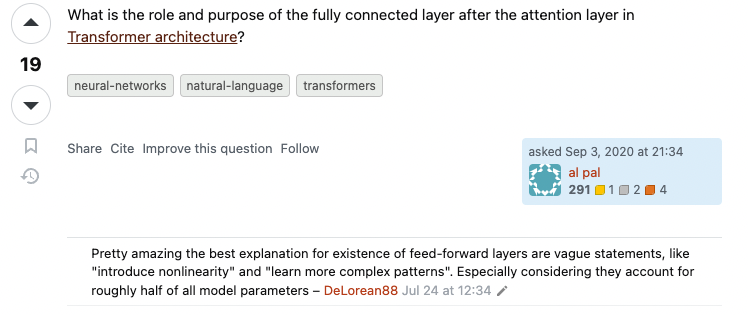 What is the role and purpose of the fully connected layer after the attention layer in
Transformer architecture?
19
neural-networks natural-language transformers
Share Cite Improve this question Follow
asked Sep 3, 2020 at 21:34
al pal
291 1 2 4
Pretty amazing the best explanation for existence of feed-forward layers are vague statements, like
"introduce nonlinearity" and "learn more complex patterns". Especially considering they account for
roughly half of all model parameters – DeLorean88 Jul 24 at 12:34